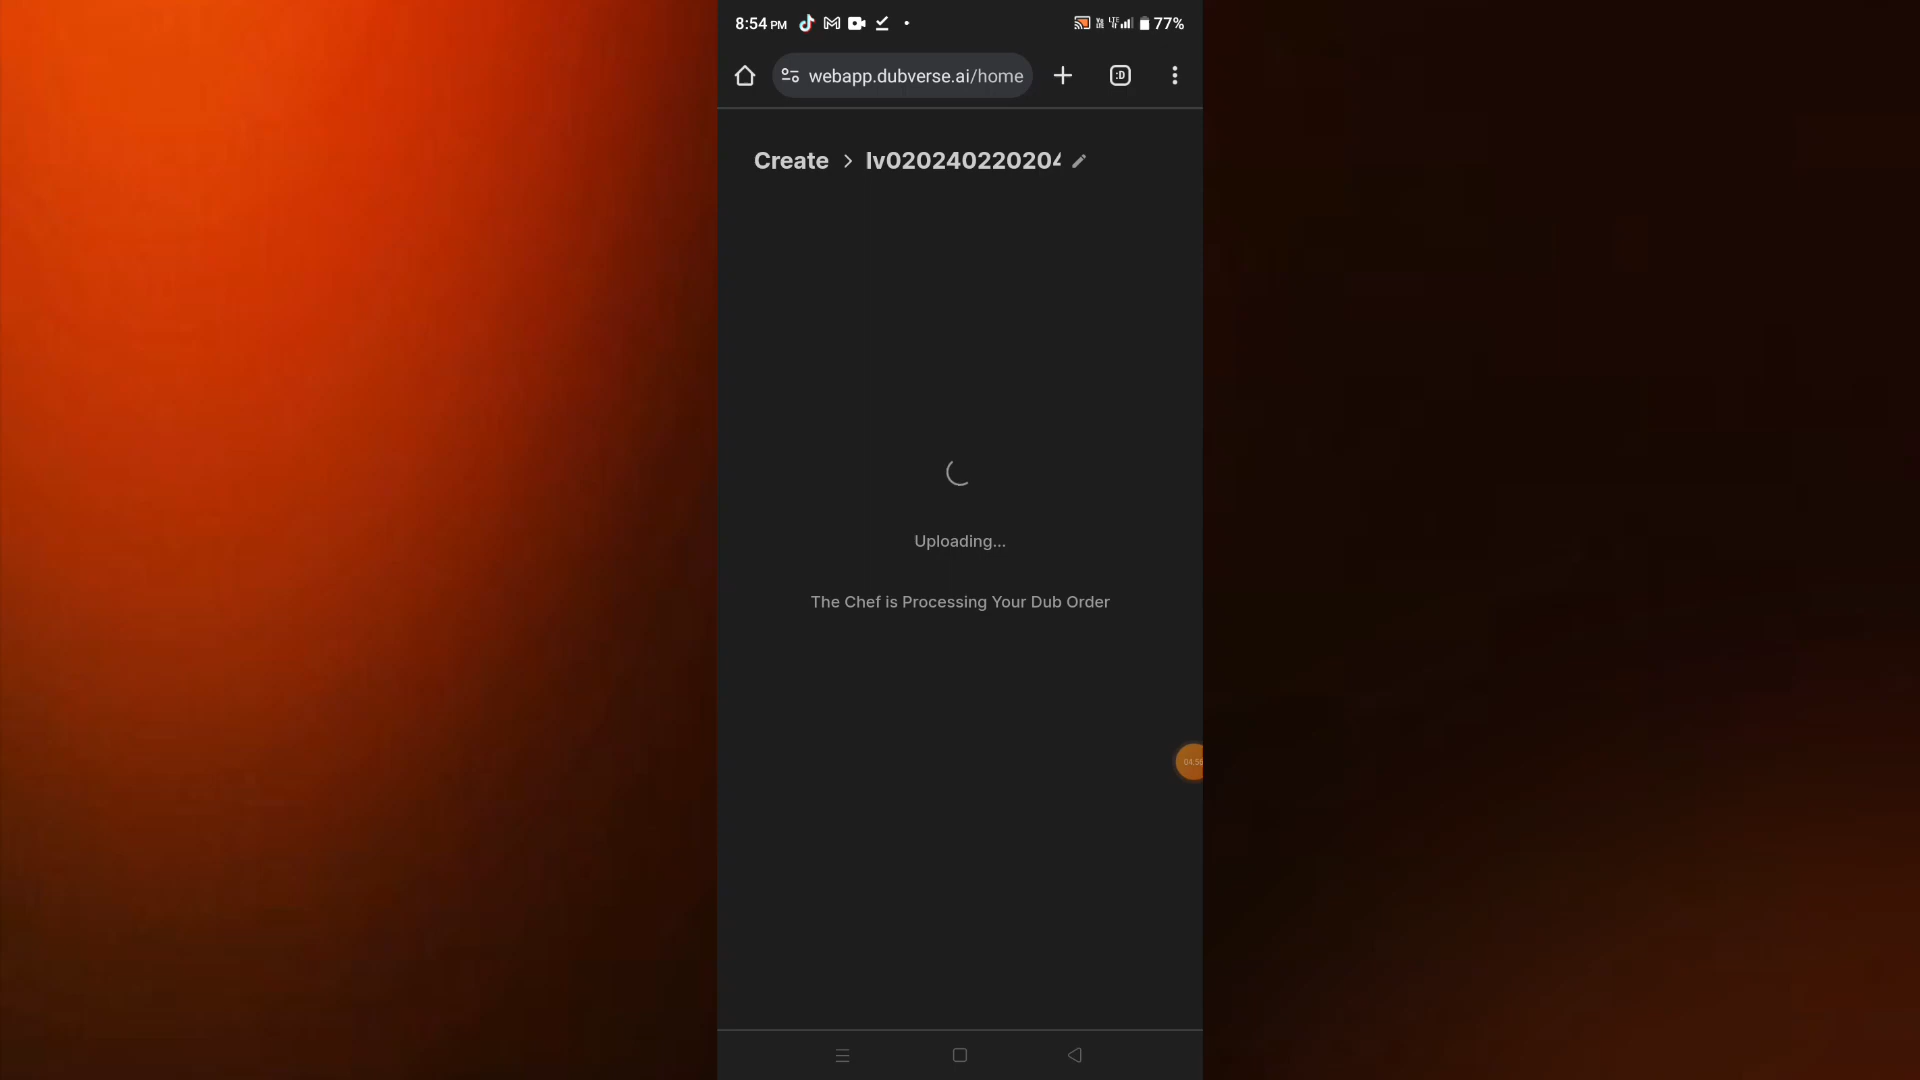 8:54 PM
77%
webapp.dubverse.ai/home
:D
Create > lv02024022020
Uploading...
The Chef is Processing Your Dub Order